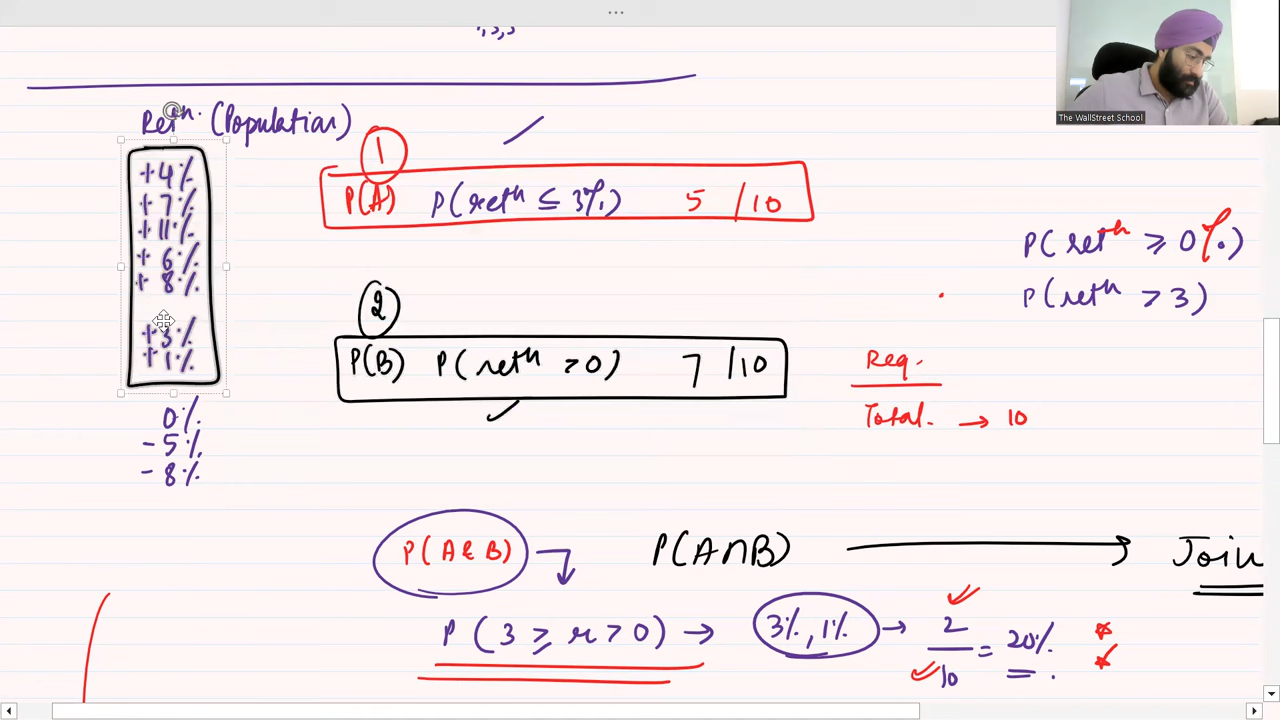 The WallStreet School
Retⁿ. (Population)
+4%
+7%
+11%
+6%
+8%
+3%
+1%
0%
-5%
-8%
1
P(A) P(retⁿ ≤ 3%) 5 /10
P(retⁿ ≥ 0%.)
P(retⁿ > 3)
2
P(B) P(retⁿ >0) 7 /10
Req.
Total. → 10
P(A & B) P(A∩B) → Join
P (3 ≥ r > 0) → 3%, 1% → 2/10 = 20%.